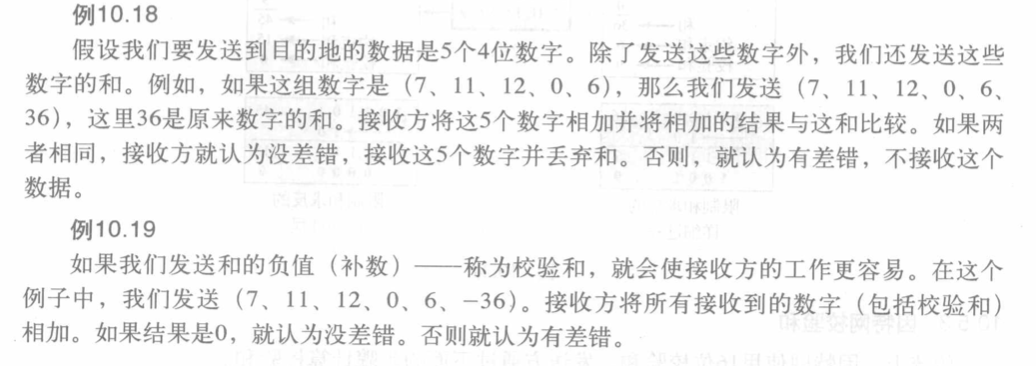 例10.18
假设我们要发送到目的地的数据是5个4位数字。除了发送这些数字外，我们还发送这些
数字的和。例如，如果这组数字是（7、11、12、0、6），那么我们发送（7、11、12、0、6、
36），这里36是原来数字的和。接收方将这5个数字相加并将相加的结果与这和比较。如果两
者相同，接收方就认为没差错，接收这5个数字并丢弃和。否则，就认为有差错，不接收这个
数据。
例10.19
如果我们发送和的负值（补数）——称为校验和，就会使接收方的工作更容易。在这个
例子中，我们发送（7、11、12、0、6、−36）。接收方将所有接收到的数字（包括校验和）
相加。如果结果是0，就认为没差错。否则就认为有差错。